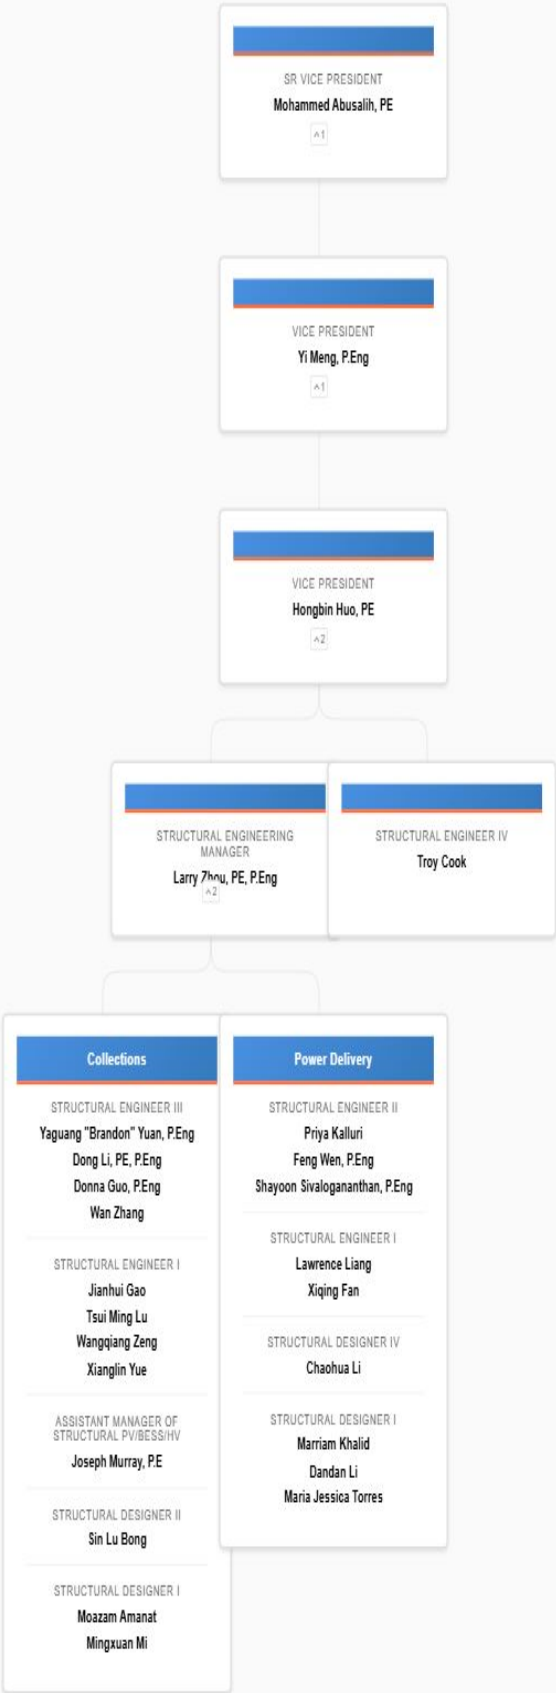 SR VICE PRESIDENT
Mohammed Abusalih, PE
^1
VICE PRESIDENT
Yi Meng, P.Eng
^1
VICE PRESIDENT
Hongbin Huo, PE
^2
STRUCTURAL ENGINEERING
MANAGER
Larry Zhou, PE, P.Eng
^2
STRUCTURAL ENGINEER IV
Troy Cook
Collections
STRUCTURAL ENGINEER III
Yaguang "Brandon" Yuan, P.Eng
Dong Li, PE, P.Eng
Donna Guo, P.Eng
Wan Zhang
STRUCTURAL ENGINEER I
Jianhui Gao
Tsui Ming Lu
Wangqiang Zeng
Xianglin Yue
ASSISTANT MANAGER OF
STRUCTURAL PV/BESS/HV
Joseph Murray, P.E
STRUCTURAL DESIGNER II
Sin Lu Bong
STRUCTURAL DESIGNER I
Moazam Amanat
Mingxuan Mi
Power Delivery
STRUCTURAL ENGINEER II
Priya Kalluri
Feng Wen, P.Eng
Shayoon Sivalogananthan, P.Eng
STRUCTURAL ENGINEER I
Lawrence Liang
Xiqing Fan
STRUCTURAL DESIGNER IV
Chaohua Li
STRUCTURAL DESIGNER I
Marriam Khalid
Dandan Li
Maria Jessica Torres